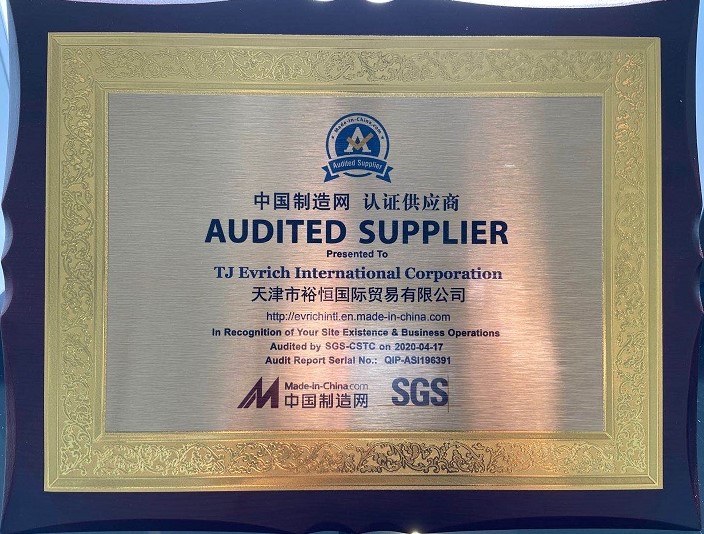 Made-in-China.com
Audited Supplier
中国制造网 认证供应商
AUDITED SUPPLIER
Presented To
TJ Evrich International Corporation
天津市裕恒国际贸易有限公司
http://evrichintl.en.made-in-china.com
In Recognition of Your Site Existence & Business Operations
Audited by SGS-CSTC on 2020-04-17
Audit Report Serial No.: QIP-ASI196391
Made-in-China.com
中国制造网
SGS